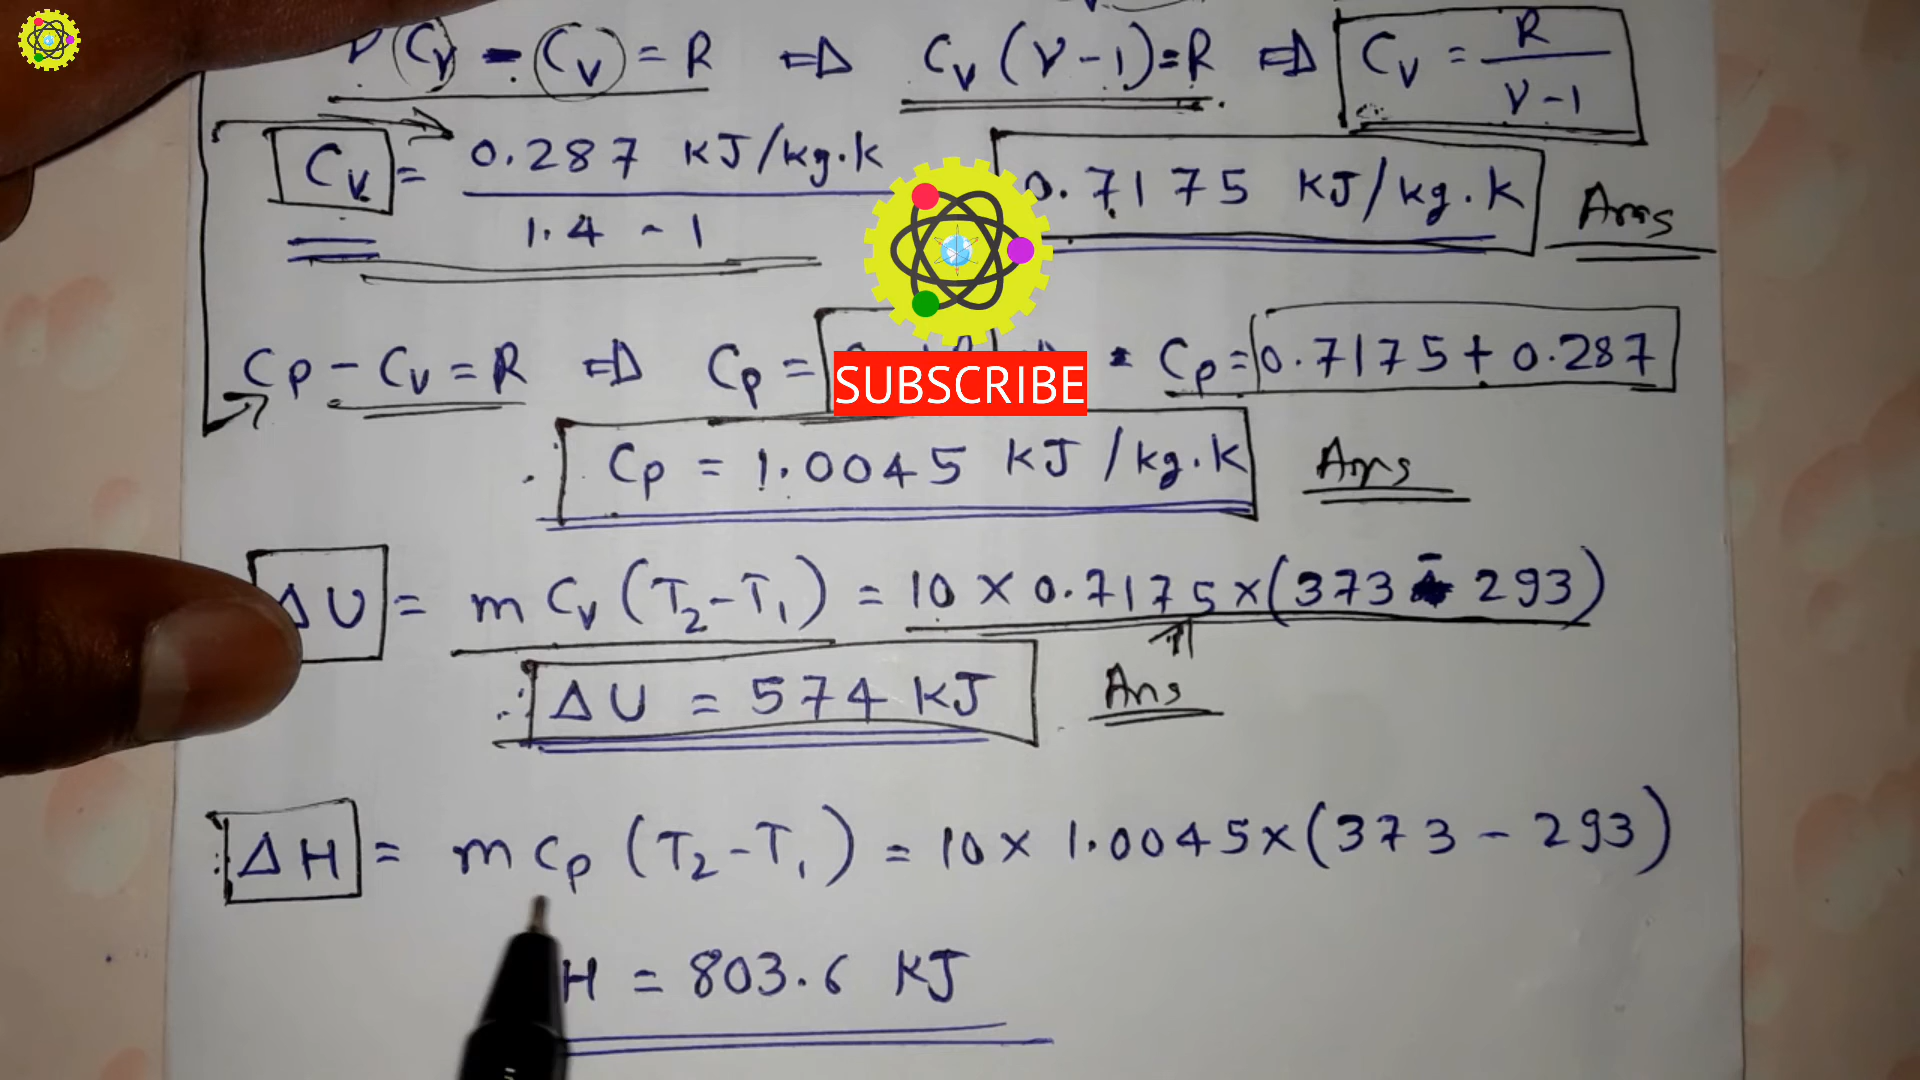 γ(Cv) - (Cv) = R ⇒ Cv (γ-1)=R ⇒ Cv = R / γ-1
Cv = 0.287 KJ/kg.k / 1.4 - 1 0.7175 KJ/kg.k Ans
Cp - Cv = R ⇒ Cp = Cp = 0.7175 + 0.287
SUBSCRIBE
Cp = 1.0045 KJ/kg.k Ans
ΔU = m Cv (T2-T1) = 10 × 0.7175 × (373 - 293)
∴ ΔU = 574 KJ Ans
∴ ΔH = m Cp (T2-T1) = 10 × 1.0045 × (373 - 293)
H = 803.6 KJ